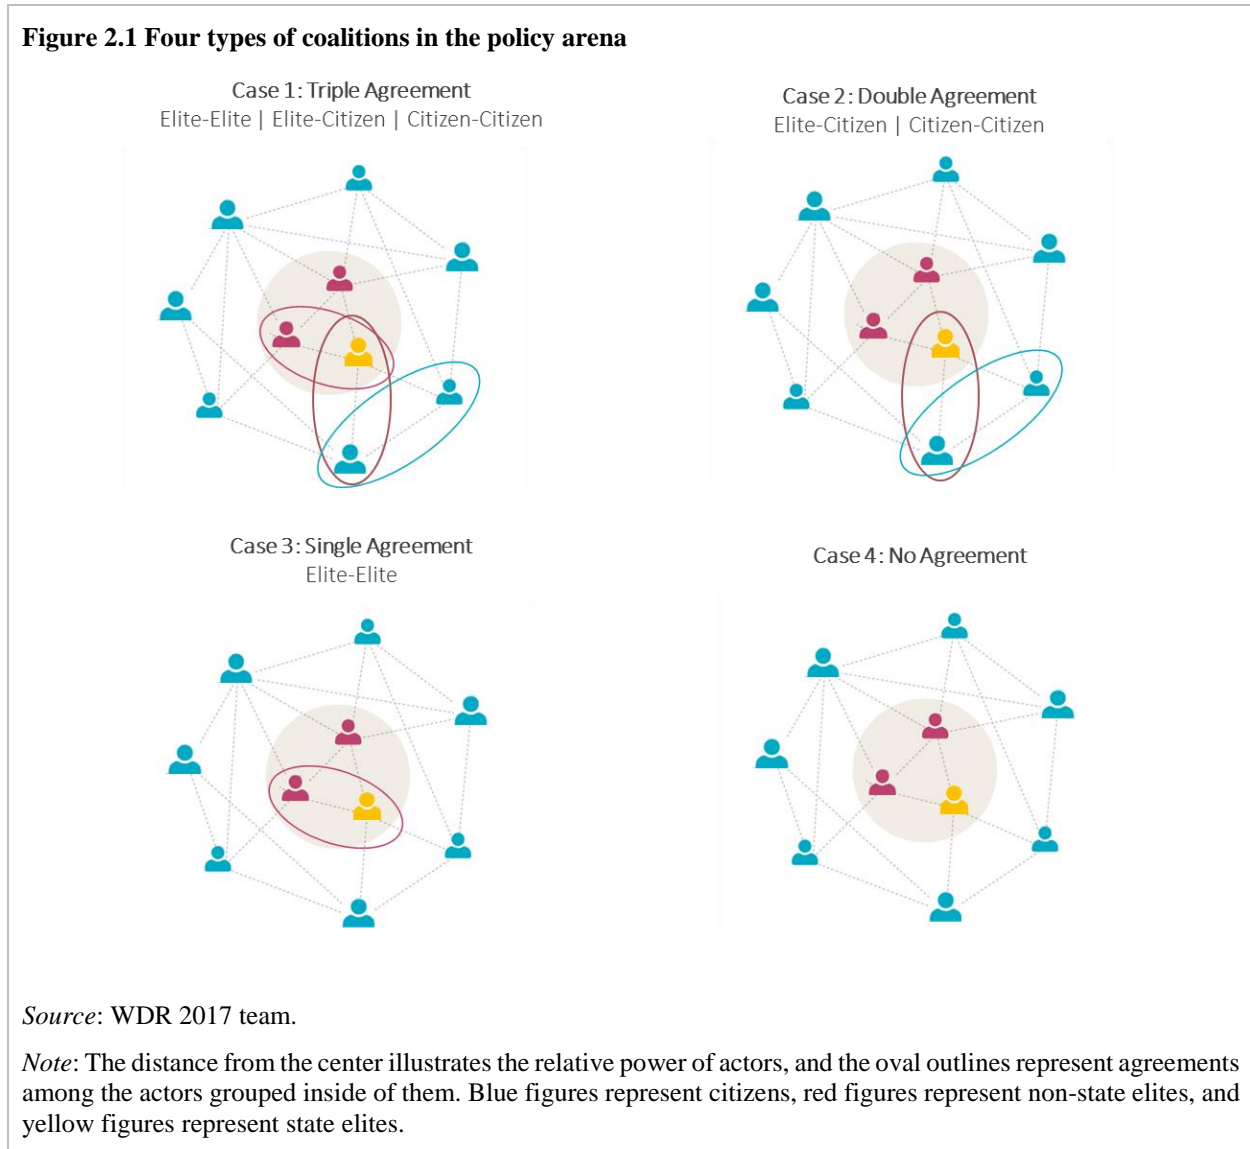 Figure 2.1 Four types of coalitions in the policy arena
Case 1: Triple Agreement
Elite-Elite | Elite-Citizen | Citizen-Citizen
Case 2: Double Agreement
Elite-Citizen | Citizen-Citizen
Case 3: Single Agreement
Elite-Elite
Case 4: No Agreement
Source: WDR 2017 team.
Note: The distance from the center illustrates the relative power of actors, and the oval outlines represent agreements
among the actors grouped inside of them. Blue figures represent citizens, red figures represent non-state elites, and
yellow figures represent state elites.